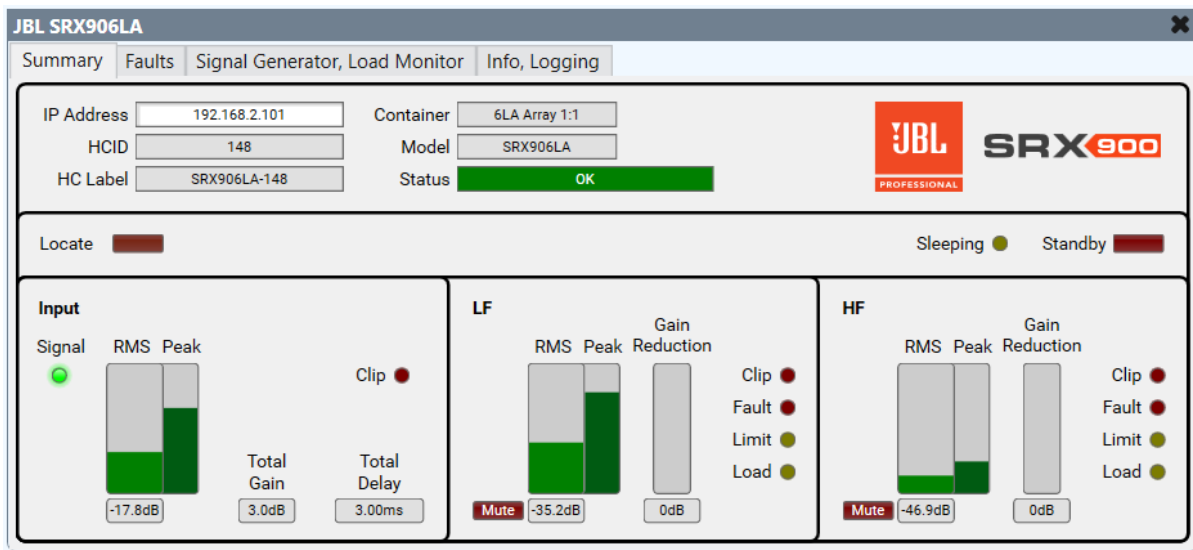 JBL SRX906LA
Summary Faults Signal Generator, Load Monitor Info, Logging
IP Address 192.168.2.101 Container 6LA Array 1:1
HCID 148 Model SRX906LA
HC Label SRX906LA-148 Status OK
JBL
PROFESSIONAL
SRX900
Locate Sleeping Standby
Input
Signal RMS Peak
Clip
Total Gain
Total Delay
-17.8dB 3.0dB 3.00ms
LF
RMS Peak Gain Reduction
Clip
Fault
Limit
Load
Mute -35.2dB 0dB
HF
RMS Peak Gain Reduction
Clip
Fault
Limit
Load
Mute -46.9dB 0dB